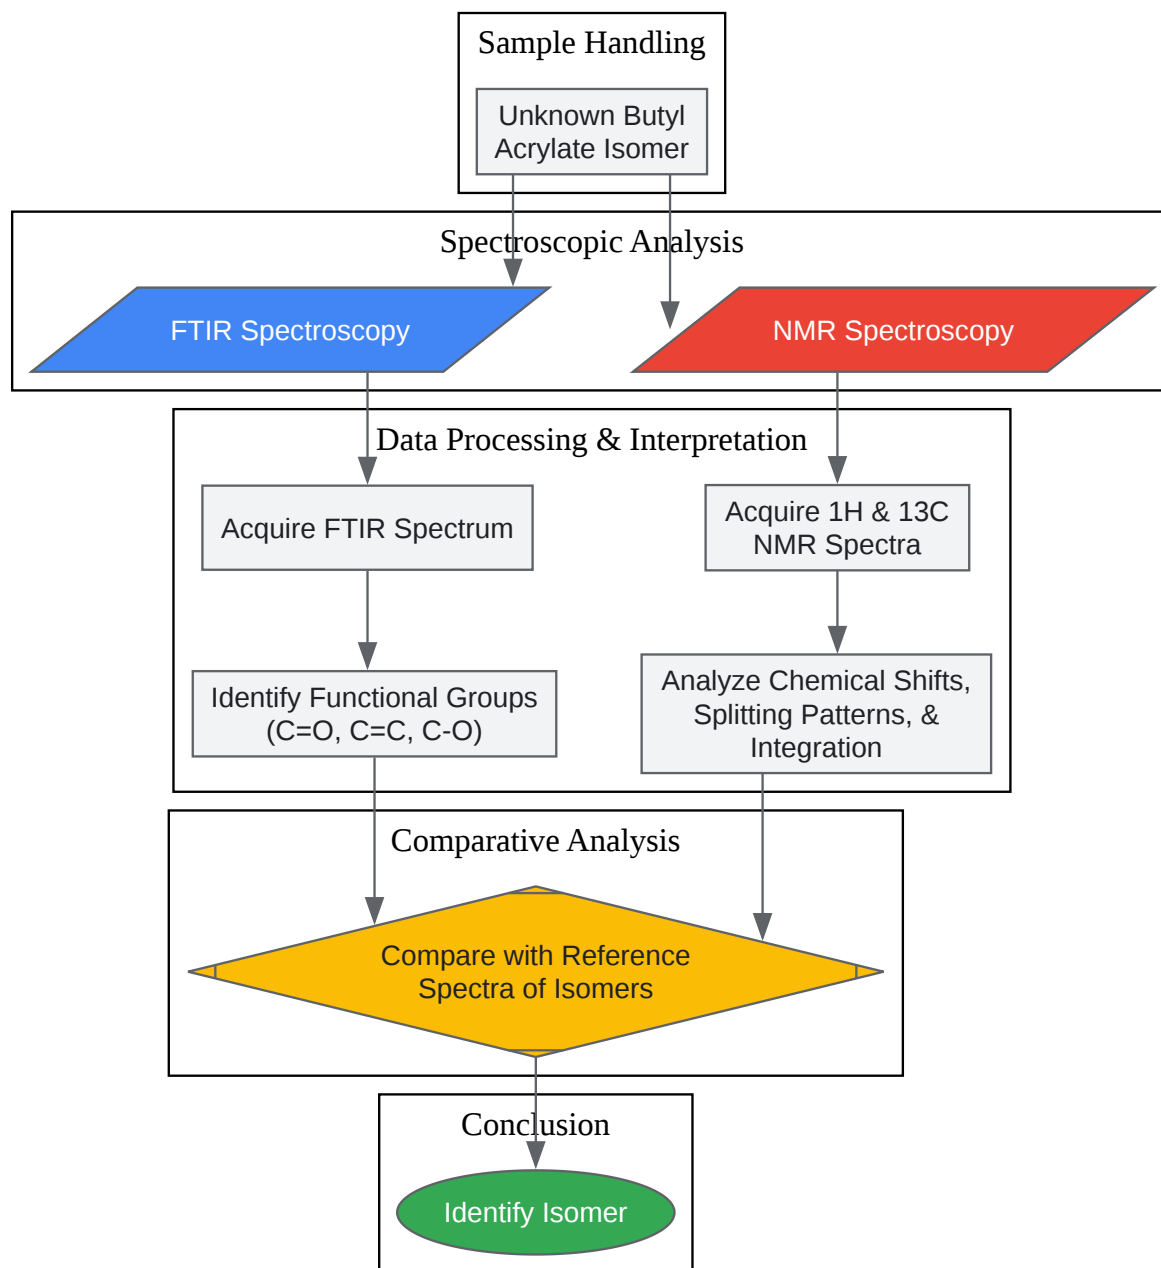 Sample Handling
Unknown Butyl
Acrylate Isomer
Spectroscopic Analysis
FTIR Spectroscopy
NMR Spectroscopy
Data Processing & Interpretation
Acquire FTIR Spectrum
Acquire 1H & 13C
NMR Spectra
Identify Functional Groups
(C=O, C=C, C-O)
Analyze Chemical Shifts,
Splitting Patterns, &
Integration
Comparative Analysis
Compare with Reference
Spectra of Isomers
Conclusion
Identify Isomer